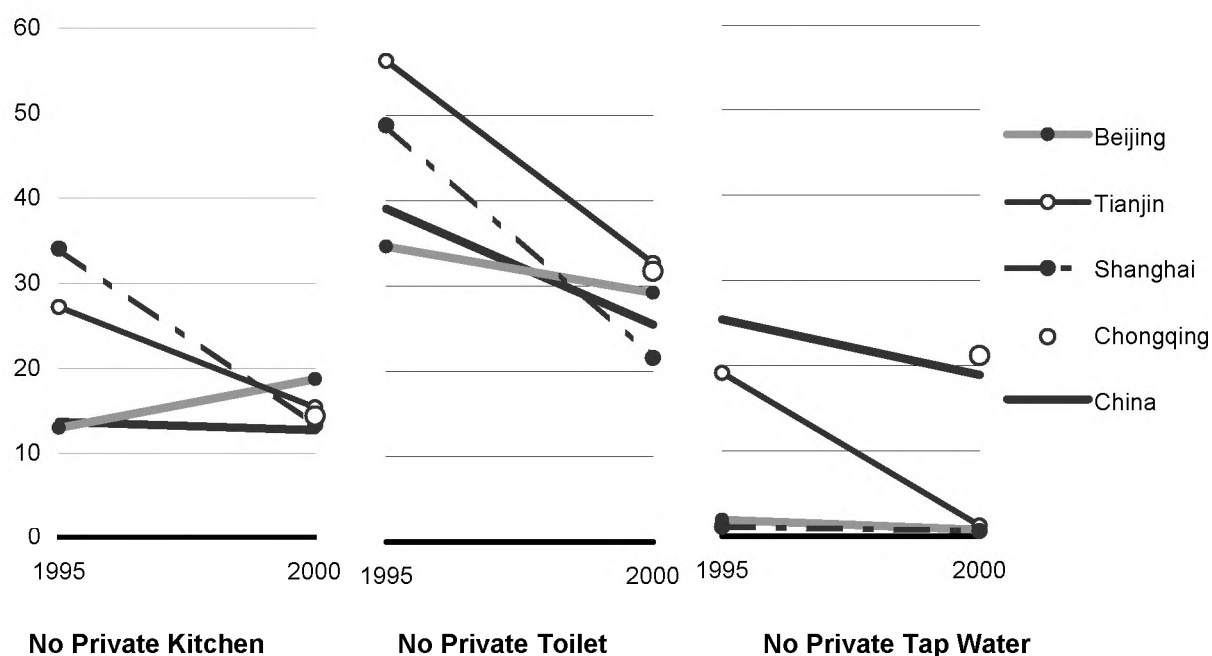 60
50
40
30
20
10
0
1995 2000
1995 2000
1995 2000
No Private Kitchen
No Private Toilet
No Private Tap Water
Beijing
Tianjin
Shanghai
Chongqing
China